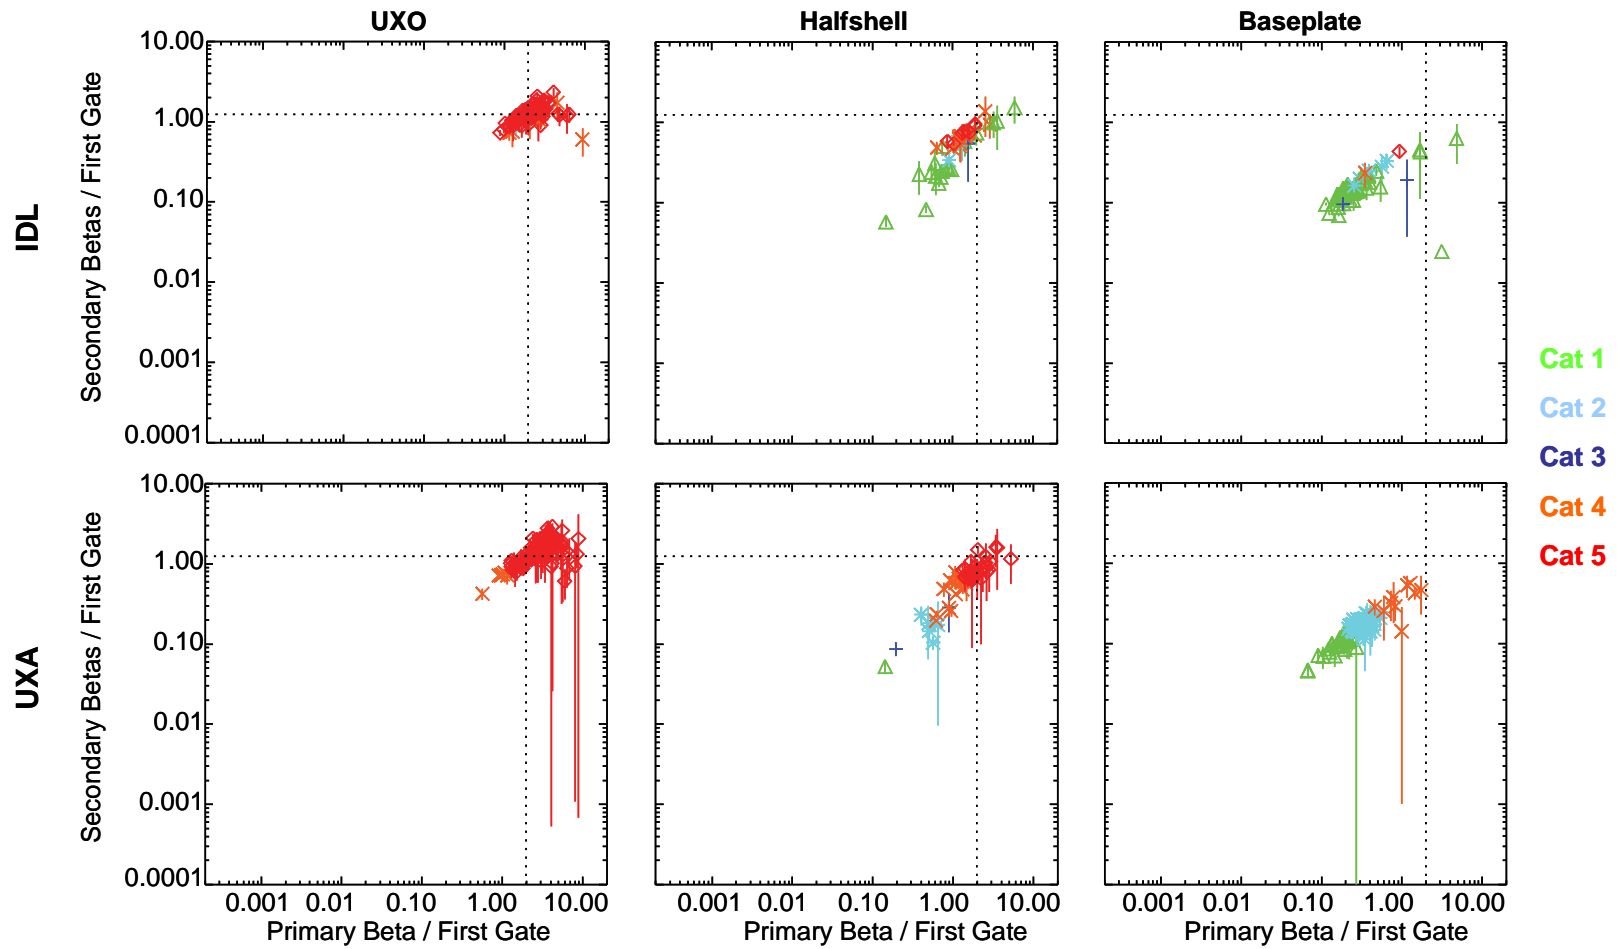 UXO Halfshell Baseplate
IDL
Secondary Betas / First Gate
10.00
1.00
0.10
0.01
0.001
0.0001
Cat 1
Cat 2
Cat 3
Cat 4
Cat 5
UXA
Secondary Betas / First Gate
10.00
1.00
0.10
0.01
0.001
0.0001
0.001 0.01 0.10 1.00 10.00 0.001 0.01 0.10 1.00 10.00 0.001 0.01 0.10 1.00 10.00
Primary Beta / First Gate Primary Beta / First Gate Primary Beta / First Gate